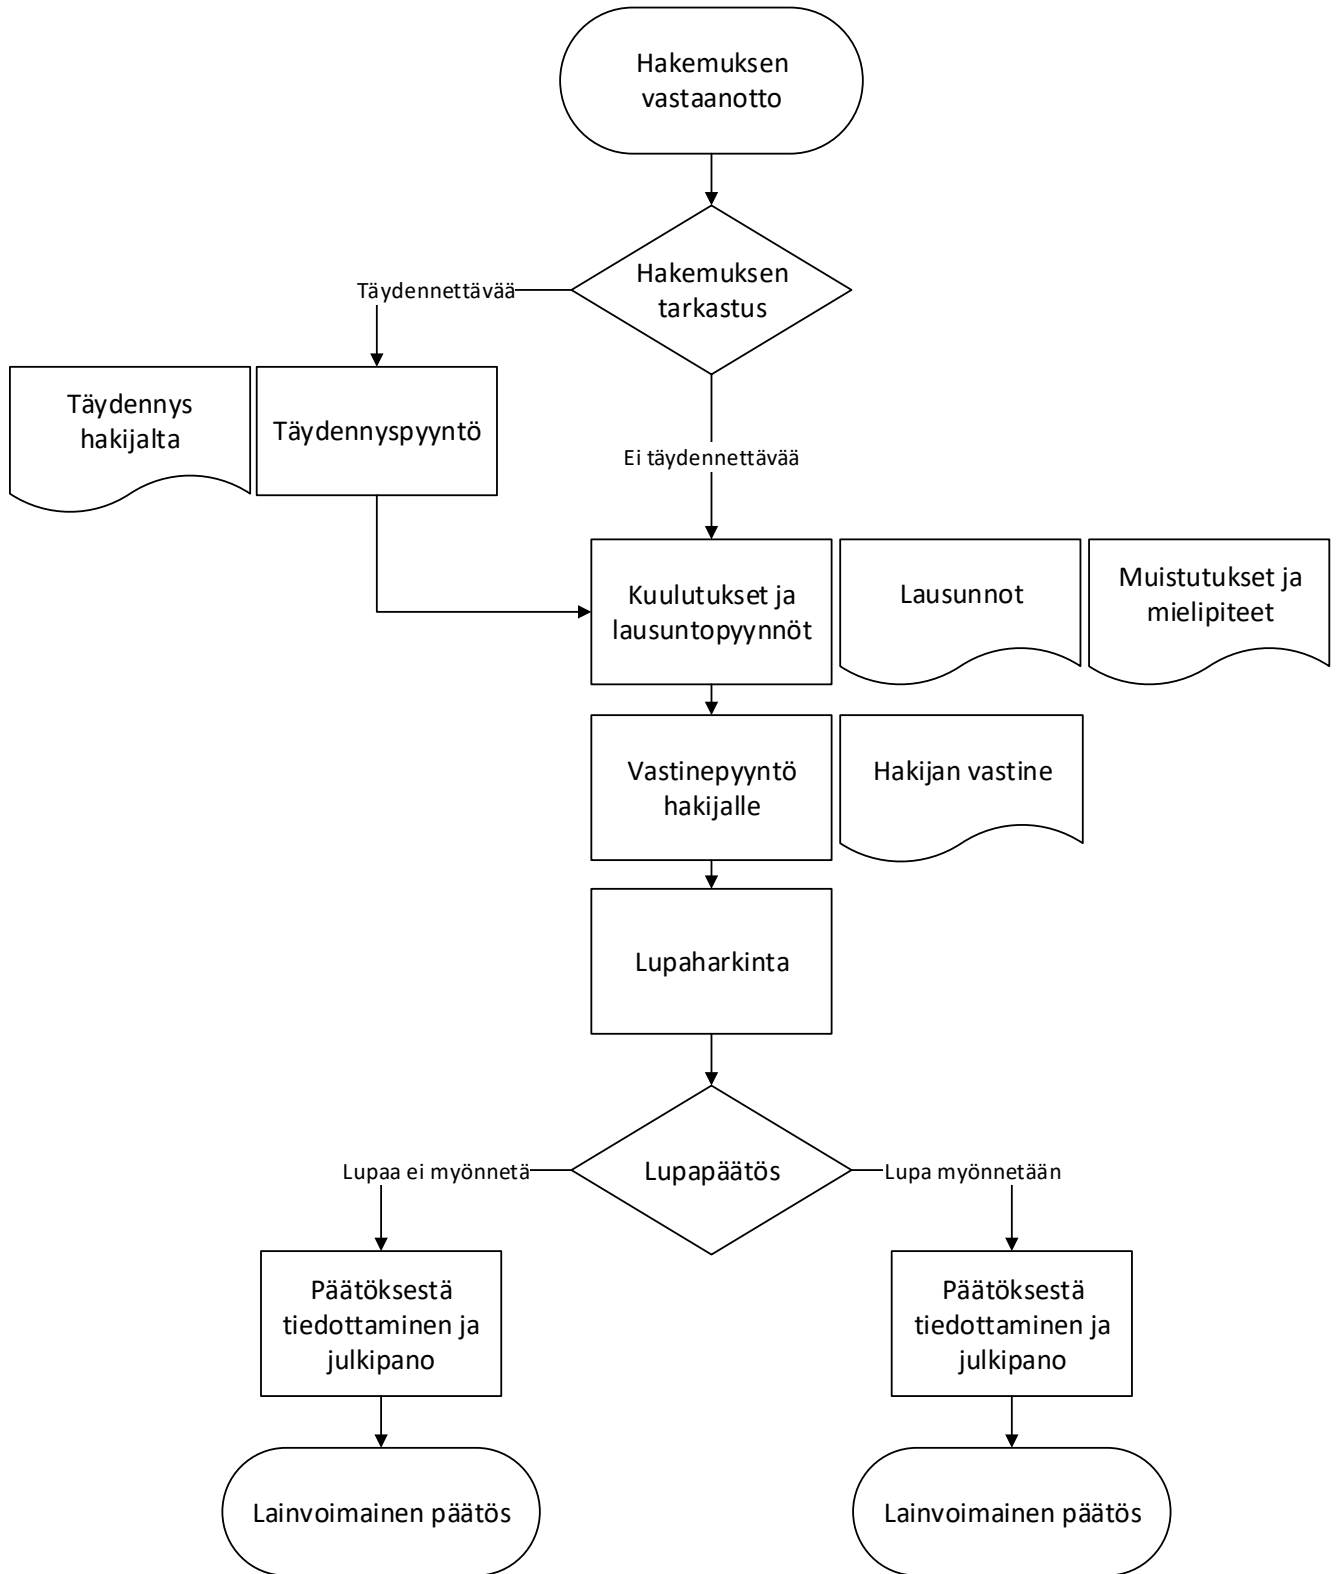 Hakemuksen
vastaanotto
Hakemuksen
tarkastus
Täydennettävää
Täydennys
hakijalta
Täydennyspyyntö
Ei täydennettävää
Kuulutukset ja
lausuntopyynnöt
Lausunnot
Muistutukset ja
mielipiteet
Vastinepyyntö
hakijalle
Hakijan vastine
Lupaharkinta
Lupapäätös
Lupaa ei myönnetä
Lupa myönnetään
Päätöksestä
tiedottaminen ja
julkipano
Päätöksestä
tiedottaminen ja
julkipano
Lainvoimainen päätös
Lainvoimainen päätös